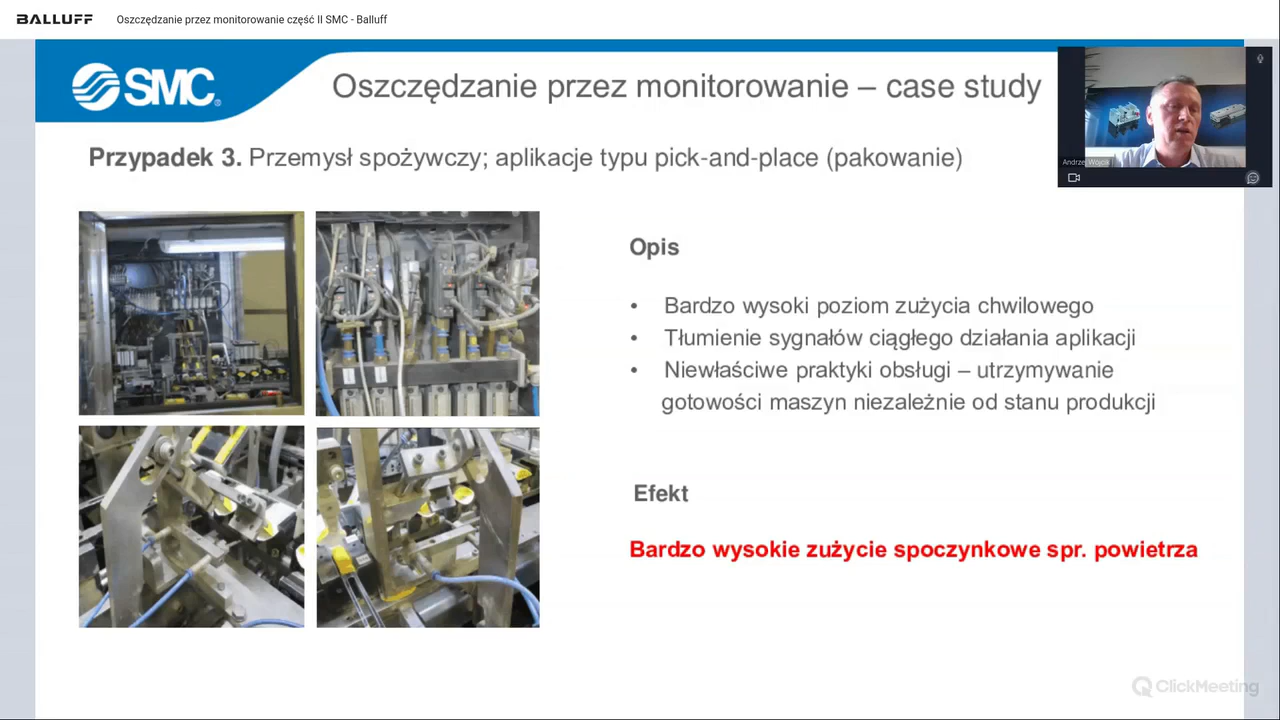 BALLUFF Oszczędzanie przez monitorowanie część II SMC - Balluff
SMC®
Oszczędzanie przez monitorowanie – case study
Przypadek 3. Przemysł spożywczy; aplikacje typu pick-and-place (pakowanie)
Andrzej Wójcik
Opis
• Bardzo wysoki poziom zużycia chwilowego
• Tłumienie sygnałów ciągłego działania aplikacji
• Niewłaściwe praktyki obsługi – utrzymywanie
gotowości maszyn niezależnie od stanu produkcji
Efekt
Bardzo wysokie zużycie spoczynkowe spr. powietrza
ClickMeeting